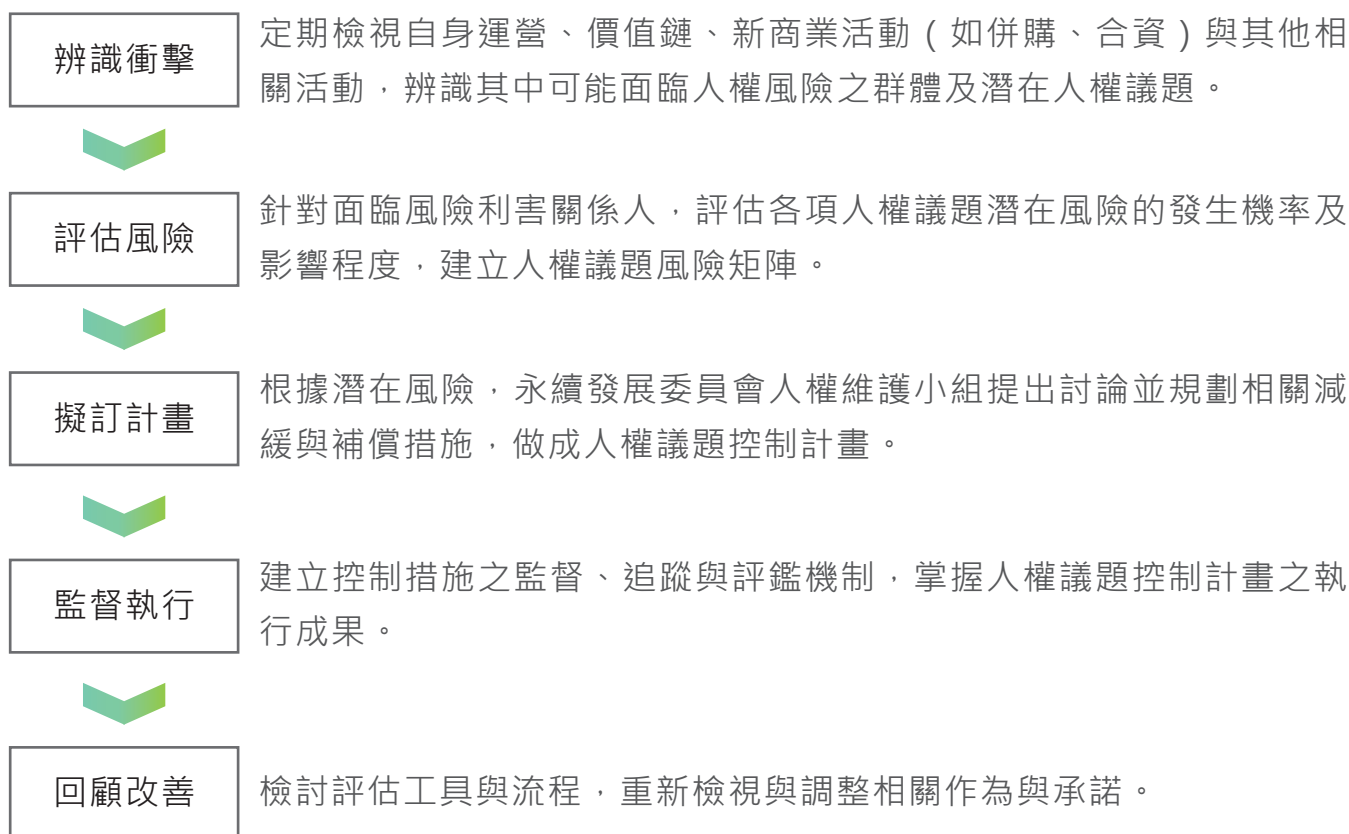 辨識衝擊
定期檢視自身運營、價值鏈、新商業活動（如併購、合資）與其他相
關活動，辨識其中可能面臨人權風險之群體及潛在人權議題。
評估風險
針對面臨風險利害關係人，評估各項人權議題潛在風險的發生機率及
影響程度，建立人權議題風險矩陣。
擬訂計畫
根據潛在風險，永續發展委員會人權維護小組提出討論並規劃相關減
緩與補償措施，做成人權議題控制計畫。
監督執行
建立控制措施之監督、追蹤與評鑑機制，掌握人權議題控制計畫之執
行成果。
回顧改善
檢討評估工具與流程，重新檢視與調整相關作為與承諾。